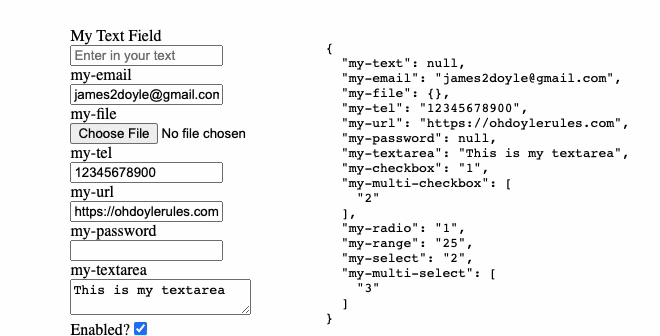 My Text Field
Enter in your text
my-email
james2doyle@gmail.con
my-file
Choose File No file chosen
my-tel
12345678900
my-url
https://ohdoylerules.com
my-password
my-textarea
This is my textarea
Enabled?
{
"my-text": null,
"my-email": "james2doyle@gmail.com",
"my-file": {},
"my-tel": "12345678900",
"my-url": "https://ohdoylerules.com",
"my-password": null,
"my-textarea": "This is my textarea",
"my-checkbox": "1",
"my-multi-checkbox": [
"2"
],
"my-radio": "1",
"my-range": "25",
"my-select": "2",
"my-multi-select": [
"3"
]
}